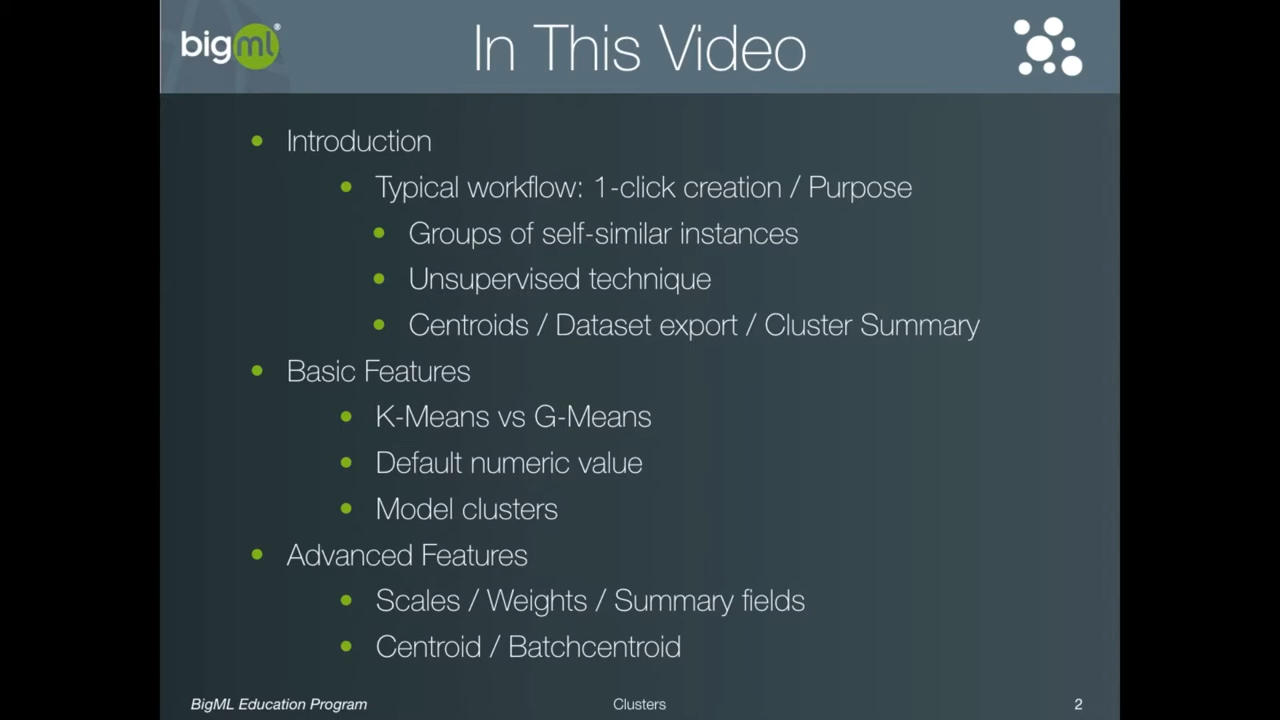 bigml®
In This Video
• Introduction
• Typical workflow: 1-click creation / Purpose
• Groups of self-similar instances
• Unsupervised technique
• Centroids / Dataset export / Cluster Summary
• Basic Features
• K-Means vs G-Means
• Default numeric value
• Model clusters
• Advanced Features
• Scales / Weights / Summary fields
• Centroid / Batchcentroid
BigML Education Program
Clusters
2